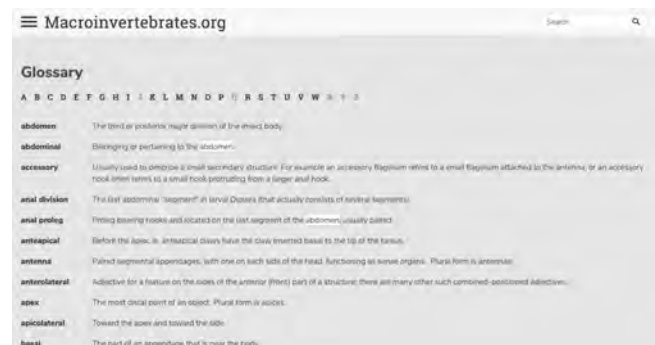 Macroinvertebrates.org
Search
Glossary
A B C D E F G H I J K L M N O P Q R S T U V W X Y Z
abdomen The third or posterior major division of the insect body.
abdominal Belonging or pertaining to the abdomen.
accessory Usually used to describe a small secondary structure. For example an accessory flagellum refers to a small flagellum attached to the antenna, or an accessory
hook often refers to a small hook protruding from a larger anal hook.
anal division The last abdominal "segment" in larval Diptera (that actually consists of several segments).
anal proleg Fitting bearing hooks and located on the last segment of the abdomen, usually paired.
anteapical Before the apex, ie. anteapical claws have the claw inserted basal to the tip of the tarsus.
antenna Paired segmental appendages, with one on each side of the head, functioning as sense organs. Plural form is antennae.
anterolateral Adjective for a feature on the sides of the anterior (front) part of a structure; there are many other such combined-positioned adjectives.
apex The most distal point of an object. Plural form is apices.
apicolateral Toward the apex and toward the side.
basal The part of an appendage that is near the body.